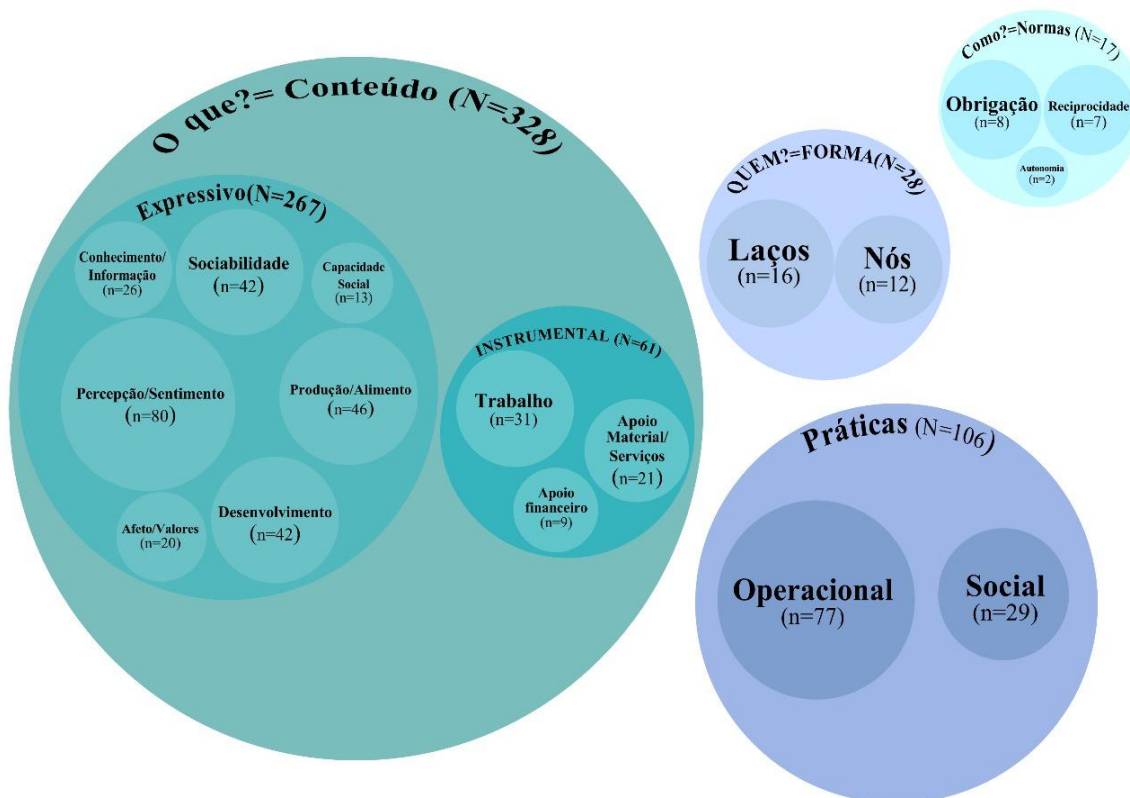 O que?= Conteúdo (N=328)
Expressivo(N=267)
Conhecimento/
Informação
(n=26)
Sociabilidade
(n=42)
Capacidade
Social
(n=13)
Percepção/Sentimento
(n=80)
Produção/Alimento
(n=46)
Afeto/Valores
(n=20)
Desenvolvimento
(n=42)
INSTRUMENTAL (N=61)
Trabalho
(n=31)
Apoio
Material/
Serviços
(n=21)
Apoio
financeiro
(n=9)
QUEM?=FORMA(N=28)
Laços
(n=16)
Nós
(n=12)
Como?=Normas (N=17)
Obrigação
(n=8)
Reciprocidade
(n=7)
Autonomia
(n=2)
Práticas (N=106)
Operacional
(n=77)
Social
(n=29)